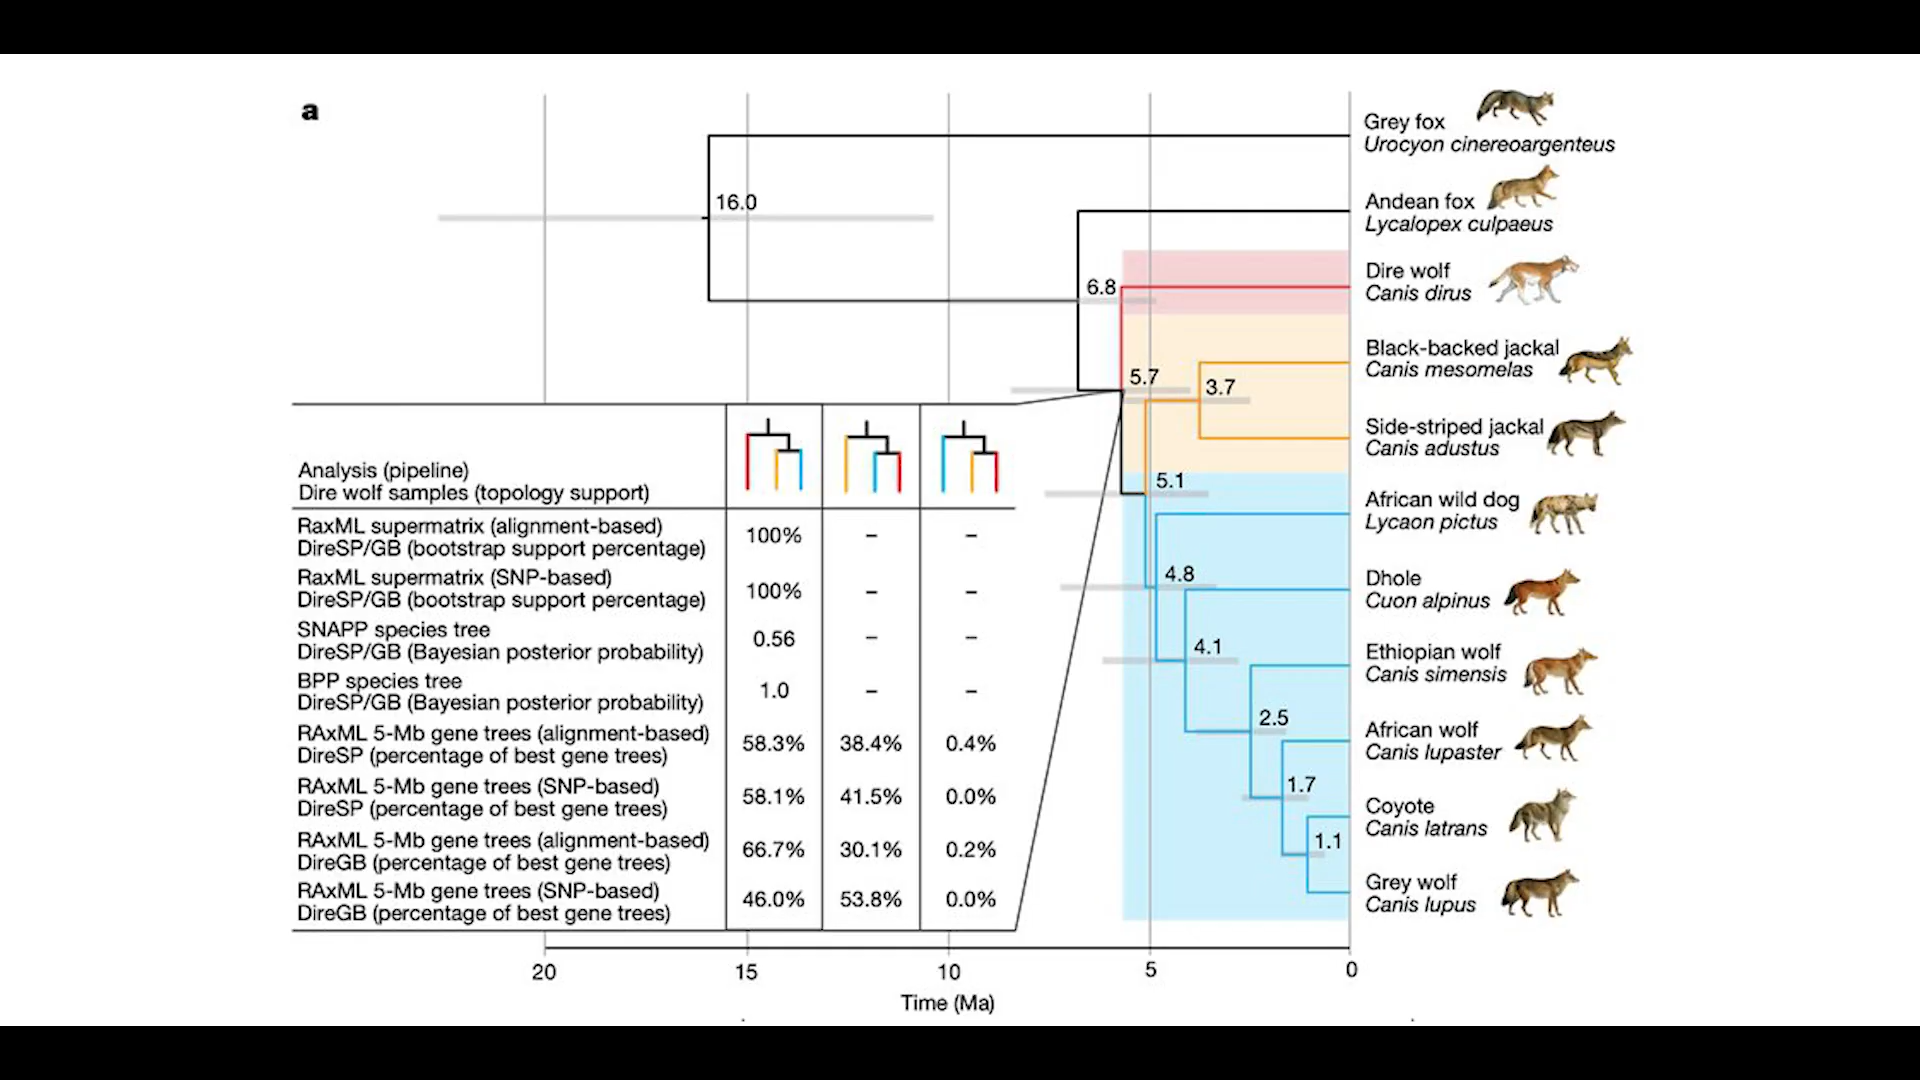 a
Grey fox
Urocyon cinereoargenteus
16.0
Andean fox
Lycalopex culpaeus
6.8
Dire wolf
Canis dirus
Black-backed jackal
Canis mesomelas
5.7
3.7
Side-striped jackal
Canis adustus
5.1
African wild dog
Lycaon pictus
4.8
Dhole
Cuon alpinus
4.1
Ethiopian wolf
Canis simensis
2.5
African wolf
Canis lupaster
1.7
Coyote
Canis latrans
1.1
Grey wolf
Canis lupus
Analysis (pipeline)
Dire wolf samples (topology support)
RaxML supermatrix (alignment-based)
DireSP/GB (bootstrap support percentage)
100% – –
RaxML supermatrix (SNP-based)
DireSP/GB (bootstrap support percentage)
100% – –
SNAPP species tree
DireSP/GB (Bayesian posterior probability)
0.56 – –
BPP species tree
DireSP/GB (Bayesian posterior probability)
1.0 – –
RAxML 5-Mb gene trees (alignment-based)
DireSP (percentage of best gene trees)
58.3% 38.4% 0.4%
RAxML 5-Mb gene trees (SNP-based)
DireSP (percentage of best gene trees)
58.1% 41.5% 0.0%
RAxML 5-Mb gene trees (alignment-based)
DireGB (percentage of best gene trees)
66.7% 30.1% 0.2%
RAxML 5-Mb gene trees (SNP-based)
DireGB (percentage of best gene trees)
46.0% 53.8% 0.0%
20 15 10 5 0
Time (Ma)